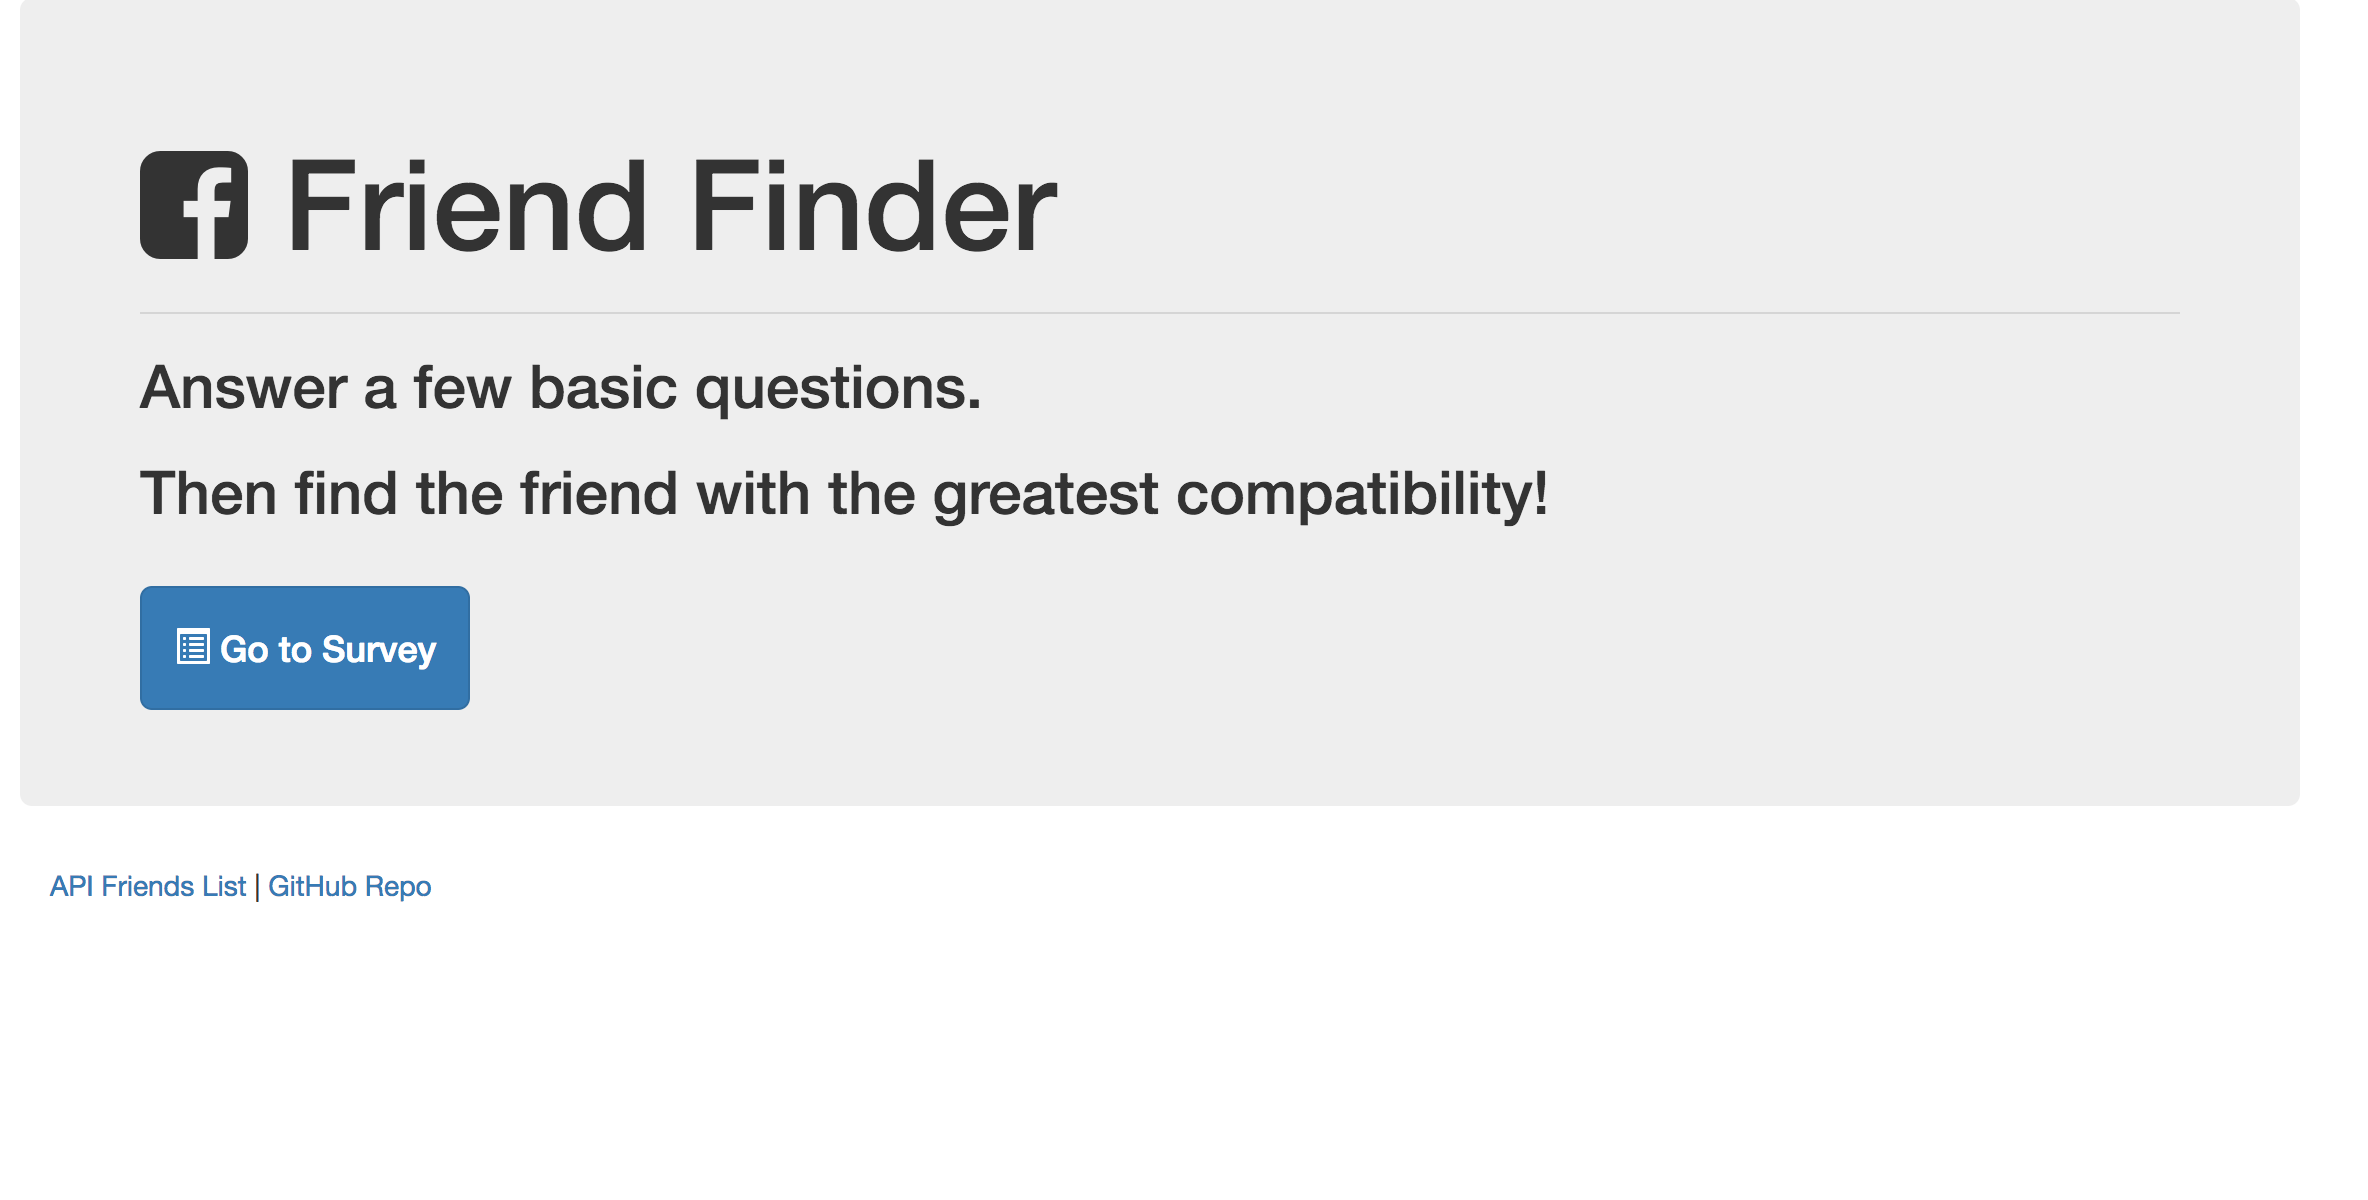 Friend Finder
Answer a few basic questions.
Then find the friend with the greatest compatibility!
Go to Survey
API Friends List | GitHub Repo